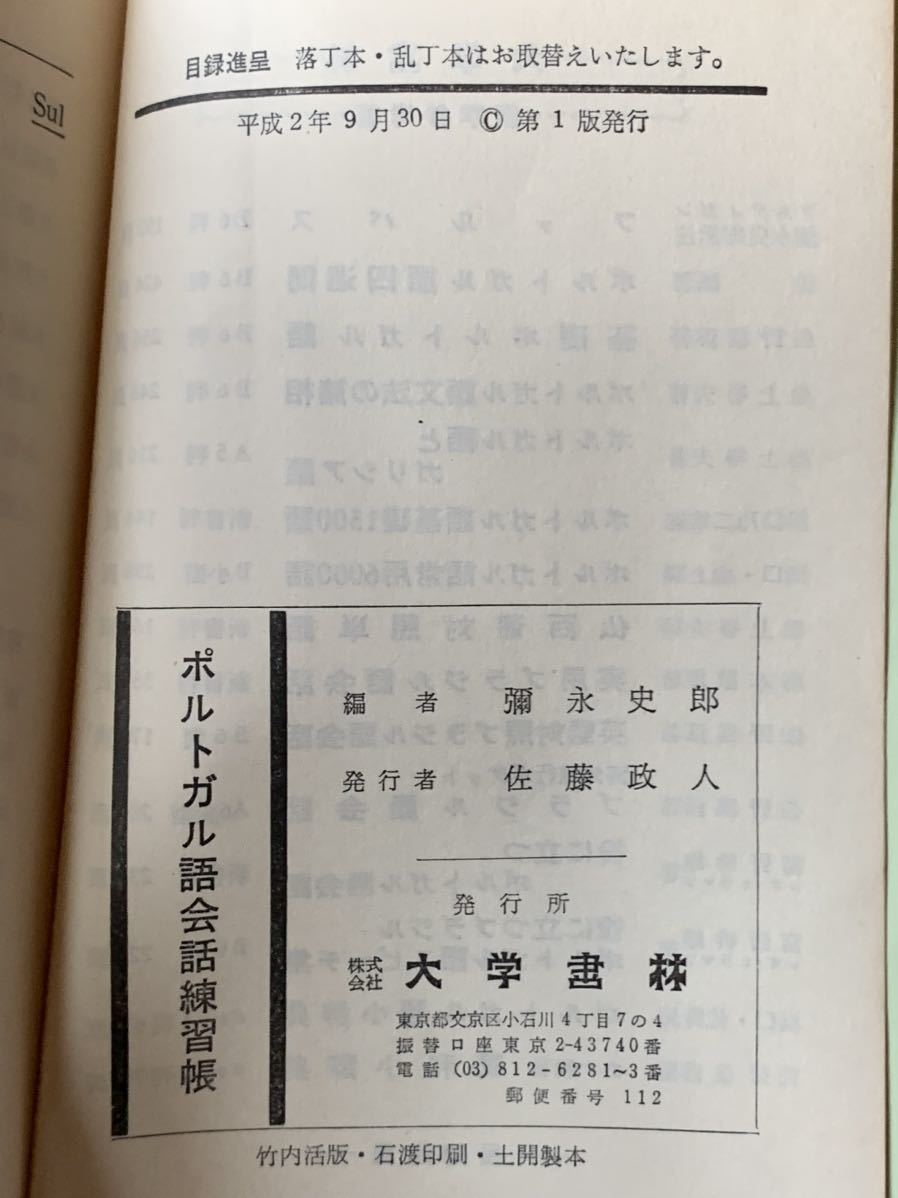 Sul
目録進呈 落丁本・乱丁本はお取替えいたします。
平成2年9月30日 © 第1版発行
ポルトガル語会話練習帳
編者 彌永史郎
発行者 佐藤政人
発行所
株式会社 大学書林
東京都文京区小石川4丁目7の4
振替口座東京2-43740番
電話 (03) 812-6281~3番
郵便番号 112
竹内活版・石渡印刷・土開製本